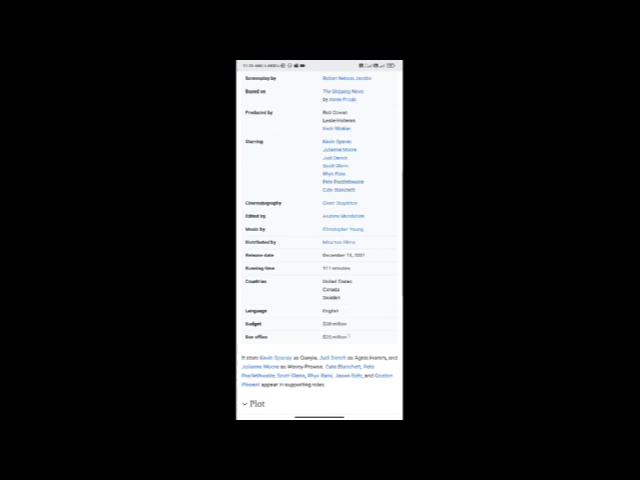 Screenplay by Robert Nelson Jacobs
Based on The Shipping News
by Annie Proulx
Produced by Rob Cowan
Leslie Holleran
Irwin Winkler
Starring Kevin Spacey
Julianne Moore
Judi Dench
Scott Glenn
Rhys Ifans
Pete Postlethwaite
Cate Blanchett
Cinematography Oliver Stapleton
Edited by Andrew Mondshein
Music by Christopher Young
Distributed by Miramax Films
Release date December 18, 2001
Running time 111 minutes
Countries United States
Canada
Sweden
Language English
Budget
Box office
It stars Kevin Spacey as Quoyle, Judi Dench as Agnis Hamm, and
Julianne Moore as Wavey Prowse. Cate Blanchett, Pete
Postlethwaite, Scott Glenn, Rhys Ifans, Jason Behr, and Gordon
Pinsent appear in supporting roles.
Plot